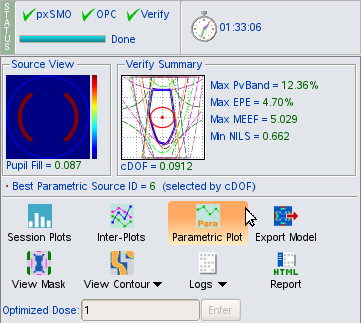 STATUS
pxSMO OPC Verify
Done
01:33:06
Source View
Pupil Fill = 0.087
Verify Summary
cDOF = 0.0912
Max PvBand = 12.36%
Max EPE = 4.70%
Max MEEF = 5.029
Min NILS = 0.662
• Best Parametric Source ID = 6 (selected by cDOF)
Session Plots Inter-Plots Para Parametric Plot Export Model
View Mask View Contour Logs HTML Report
Optimized Dose: 1 Enter